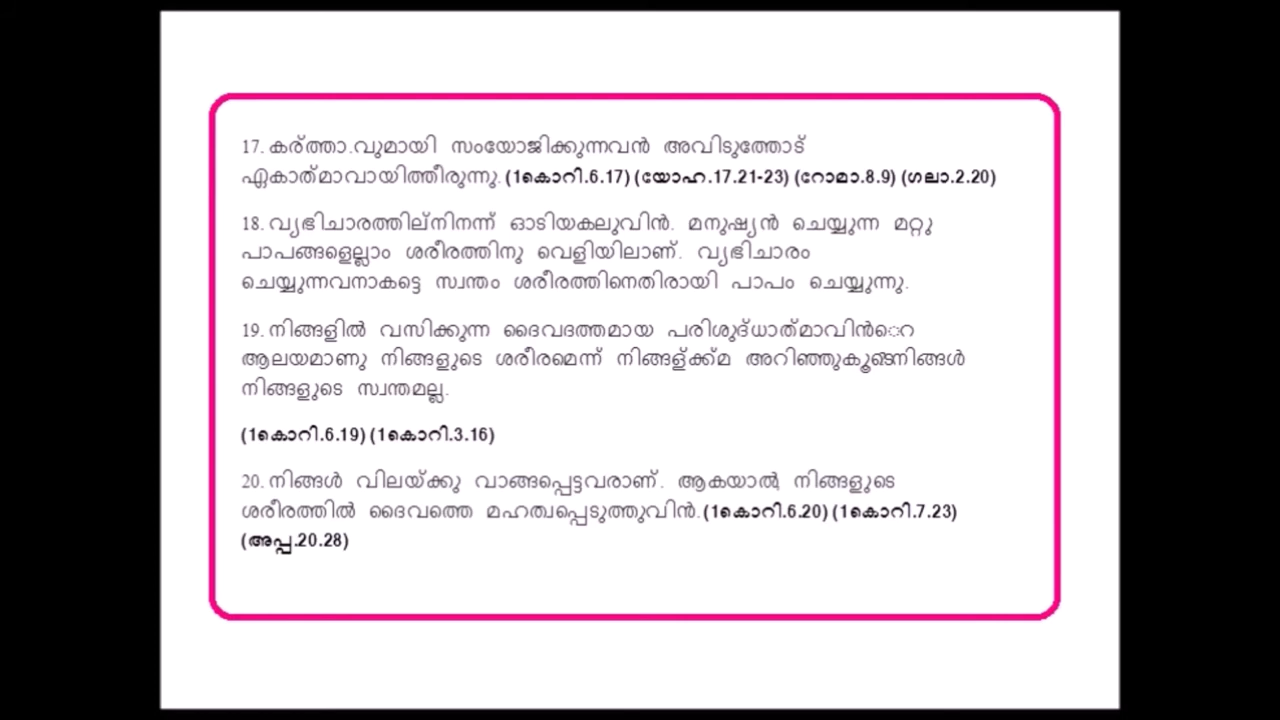 17. കര്ത്താ.വുമായി സംയോജിക്കുന്നവൻ അവിടുത്തോട്
ഏകാത്മാവായിത്തീരുന്നു. (1കൊറി.6.17) (യോഹ.17.21-23) (റോമാ.8.9) (ഗലാ.2.20)
18. വ്യഭിചാരത്തില്നിനന്ന് ഓടിയകലുവിൻ. മനുഷ്യൻ ചെയ്യുന്ന മറ്റു
പാപങ്ങളെല്ലാം ശരീരത്തിനു വെളിയിലാണ്. വ്യഭിചാരം
ചെയ്യുന്നവനാകട്ടെ സ്വന്തം ശരീരത്തിനെതിരായി പാപം ചെയ്യുന്നു.
19. നിങ്ങളിൽ വസിക്കുന്ന ദൈവദത്തമായ പരിശുദ്ധാത്മാവിൻെറ
ആലയമാണു നിങ്ങളുടെ ശരീരമെന്ന് നിങ്ങള്ക്ക്മ നിങ്ങൾ
നിങ്ങളുടെ സ്വന്തമല്ല.
(1കൊറി.6.19) (1കൊറി.3.16)
20. നിങ്ങൾ വിലയ്ക്കു വാങ്ങപ്പെട്ടവരാണ്. ആകയാൽ, നിങ്ങളുടെ
ശരീരത്തിൽ ദൈവത്തെ മഹത്വപ്പെടുത്തുവിൻ. (1കൊറി.6.20) (1കൊറി.7.23)
(അപ്പ.20.28)